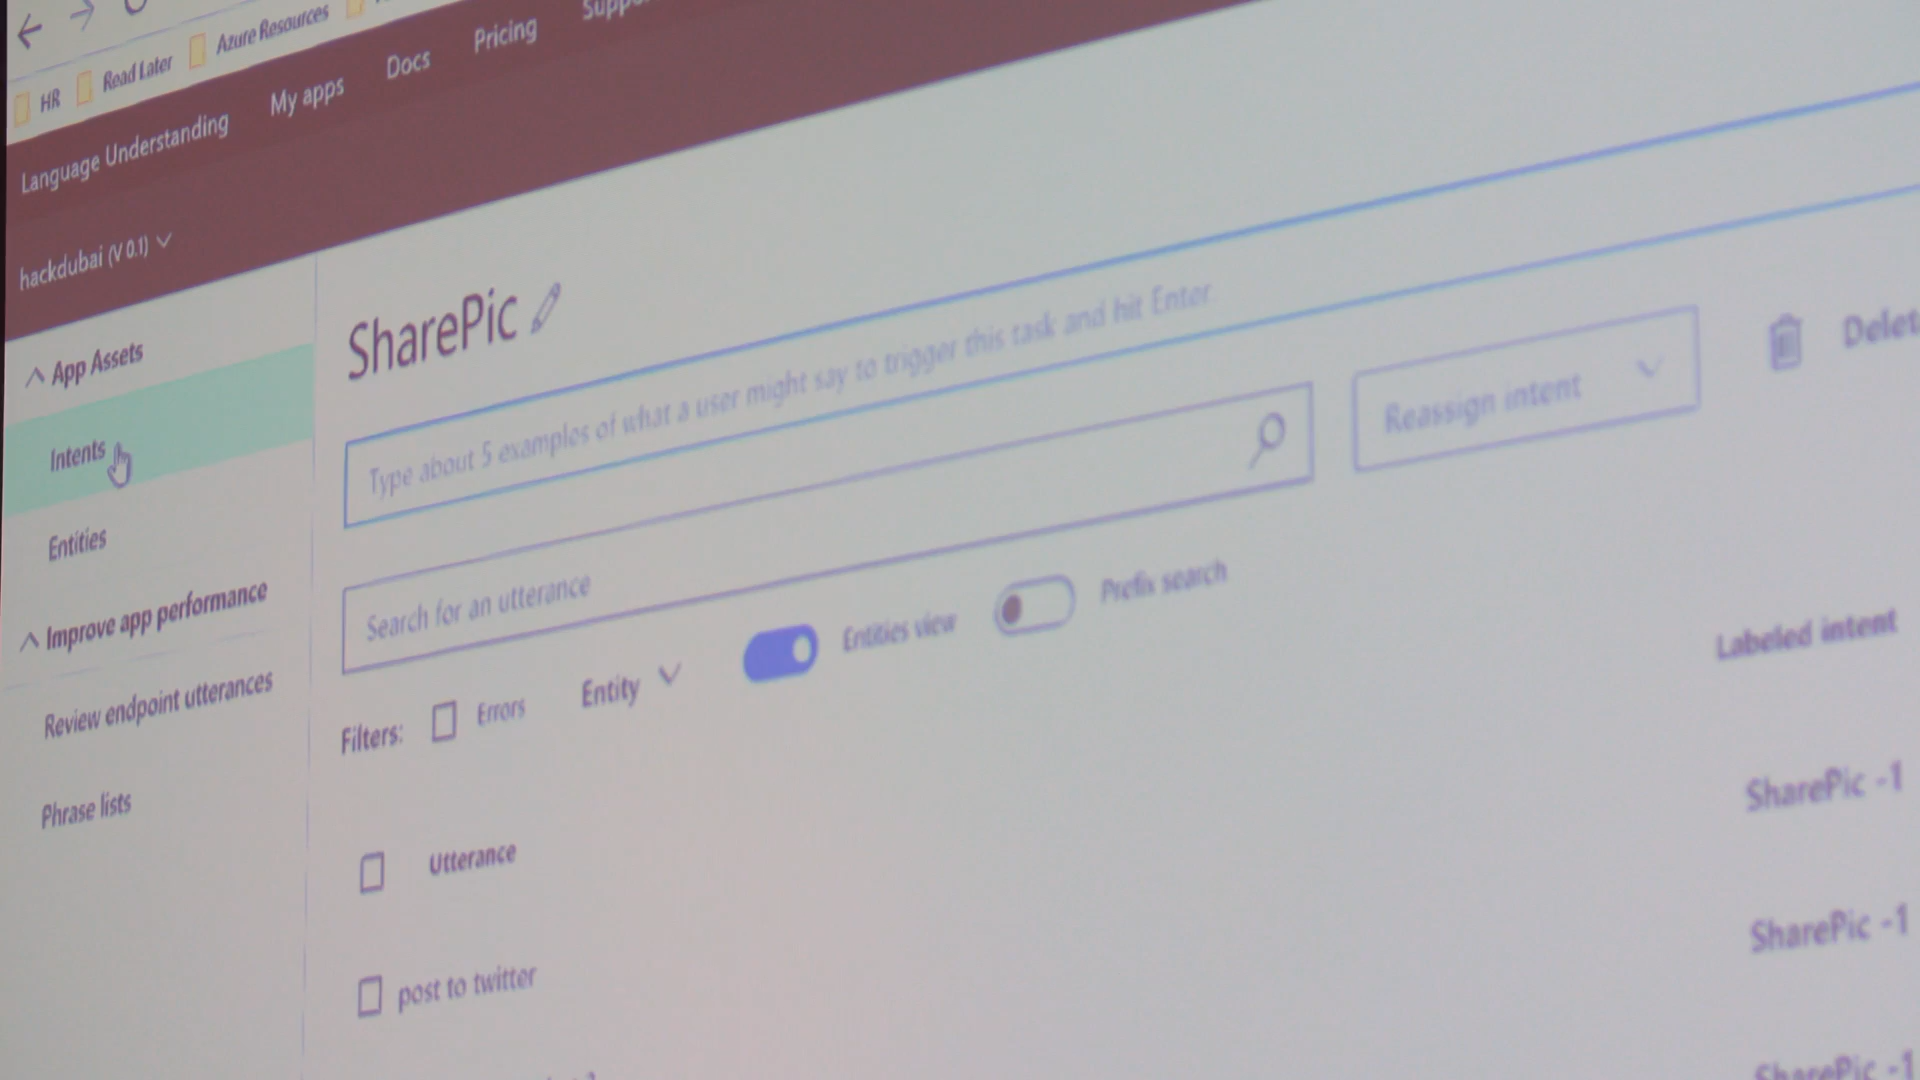 HR Read Later Azure Resources
Language Understanding My apps Docs Pricing
hackdubai (V 0.1)
App Assets
Intents
Entities
Improve app performance
Review endpoint utterances
Phrase lists
SharePic
Type about 5 examples of what a user might say to trigger this task and hit Enter
Search for an utterance
Reassign intent
Filters: Errors Entity Entities view Prefix search
Utterance
Labeled intent
post to twitter
SharePic -1
SharePic -1
SharePic -1